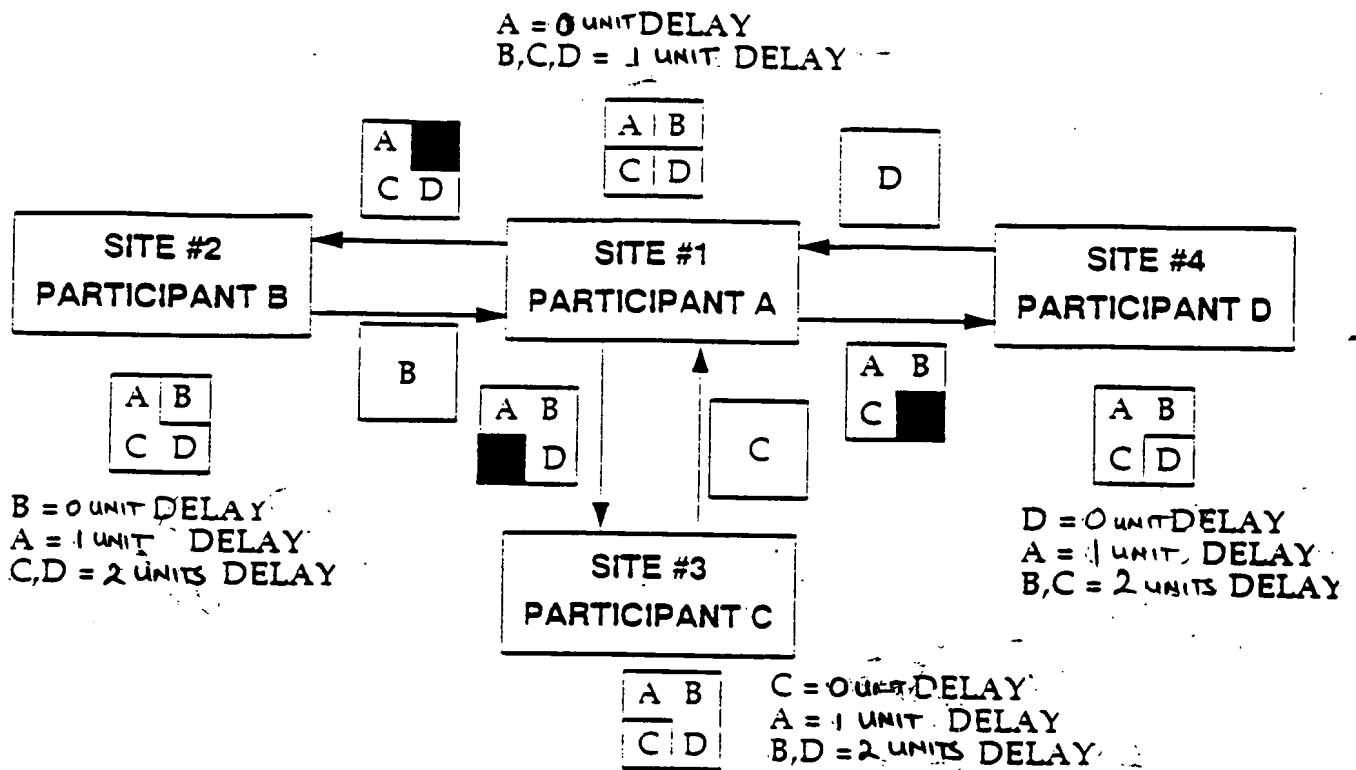 A = 0 UNIT DELAY
B,C,D = 1 UNIT DELAY
A B
C D
A
C D
D
SITE #2
PARTICIPANT B
SITE #1
PARTICIPANT A
SITE #4
PARTICIPANT D
B
A B
D
C
A B
C
A B
C D
A B
C D
B = 0 UNIT DELAY
A = 1 UNIT DELAY
C,D = 2 UNITS DELAY
D = 0 UNIT DELAY
A = 1 UNIT DELAY
B,C = 2 UNITS DELAY
SITE #3
PARTICIPANT C
A B
C D
C = 0 UNIT DELAY
A = 1 UNIT DELAY
B,D = 2 UNITS DELAY